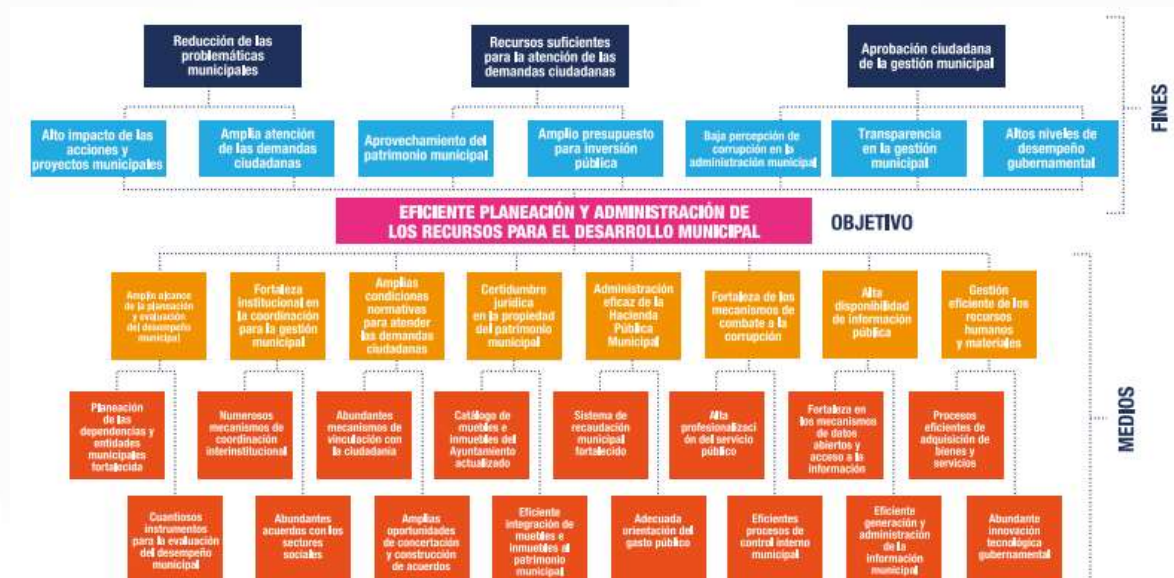 Reducción de las
problemáticas
municipales
Recursos suficientes
para la atención de las
demandas ciudadanas
Aprobación ciudadana
de la gestión municipal
FINES
Alto impacto de las
acciones y
proyectos municipales
Amplia atención
de las demandas
ciudadanas
Aprovechamiento del
patrimonio municipal
Amplio presupuesto
para inversión
pública
Baja percepción de
corrupción en la
administración municipal
Transparencia
en la gestión
municipal
Altos niveles de
desempeño
gubernamental
EFICIENTE PLANEACIÓN Y ADMINISTRACIÓN DE
LOS RECURSOS PARA EL DESARROLLO MUNICIPAL
OBJETIVO
Amplio alcance
de la planeación
y evaluación
del desempeño
municipal
Fortaleza
institucional en
la coordinación
para la gestión
municipal
Amplias
condiciones
normativas
para atender
las demandas
ciudadanas
Certidumbre
jurídica
en la propiedad
del patrimonio
municipal
Administración
eficaz de la
Hacienda
Pública
Municipal
Fortaleza de los
mecanismos de
combate a la
corrupción
Alta
disponibilidad
de información
pública
Gestión
eficiente de los
recursos
humanos
y materiales
MEDIOS
Planeación
de las
dependencias y
entidades
municipales
fortalecida
Numerosos
mecanismos de
coordinación
interinstitucional
Abundantes
mecanismos de
vinculación con
la ciudadanía
Catálogo de
muebles e
inmuebles del
Ayuntamiento
actualizado
Sistema de
recaudación
municipal
fortalecido
Alta
profesionalizaci
ón del servicio
público
Fortaleza en
los mecanismos
de datos
abiertos y
acceso a la
información
Procesos
eficientes de
adquisición de
bienes y
servicios
Cuantiosos
instrumentos
para la evaluación
del desempeño
municipal
Abundantes
acuerdos con los
sectores
sociales
Amplias
oportunidades
de concertación
y construcción
de acuerdos
Eficiente
integración de
muebles e
inmuebles al
patrimonio
municipal
Adecuada
orientación del
gasto público
Eficientes
procesos de
control interno
municipal
Eficiente
generación y
administración
de la
información
municipal
Abundante
innovación
tecnológica
gubernamental